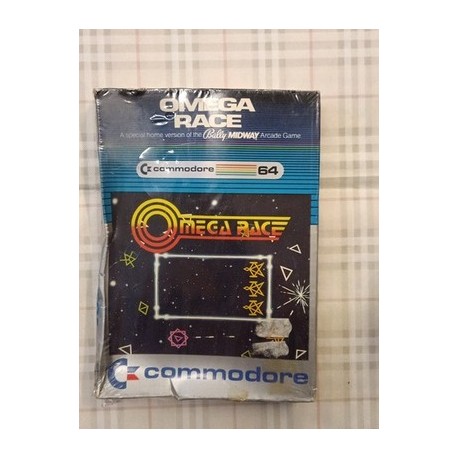 OMEGA
RACE
A special home version of the Bally MIDWAY Arcade Game
commodore 64
OMEGA RACE
commodore